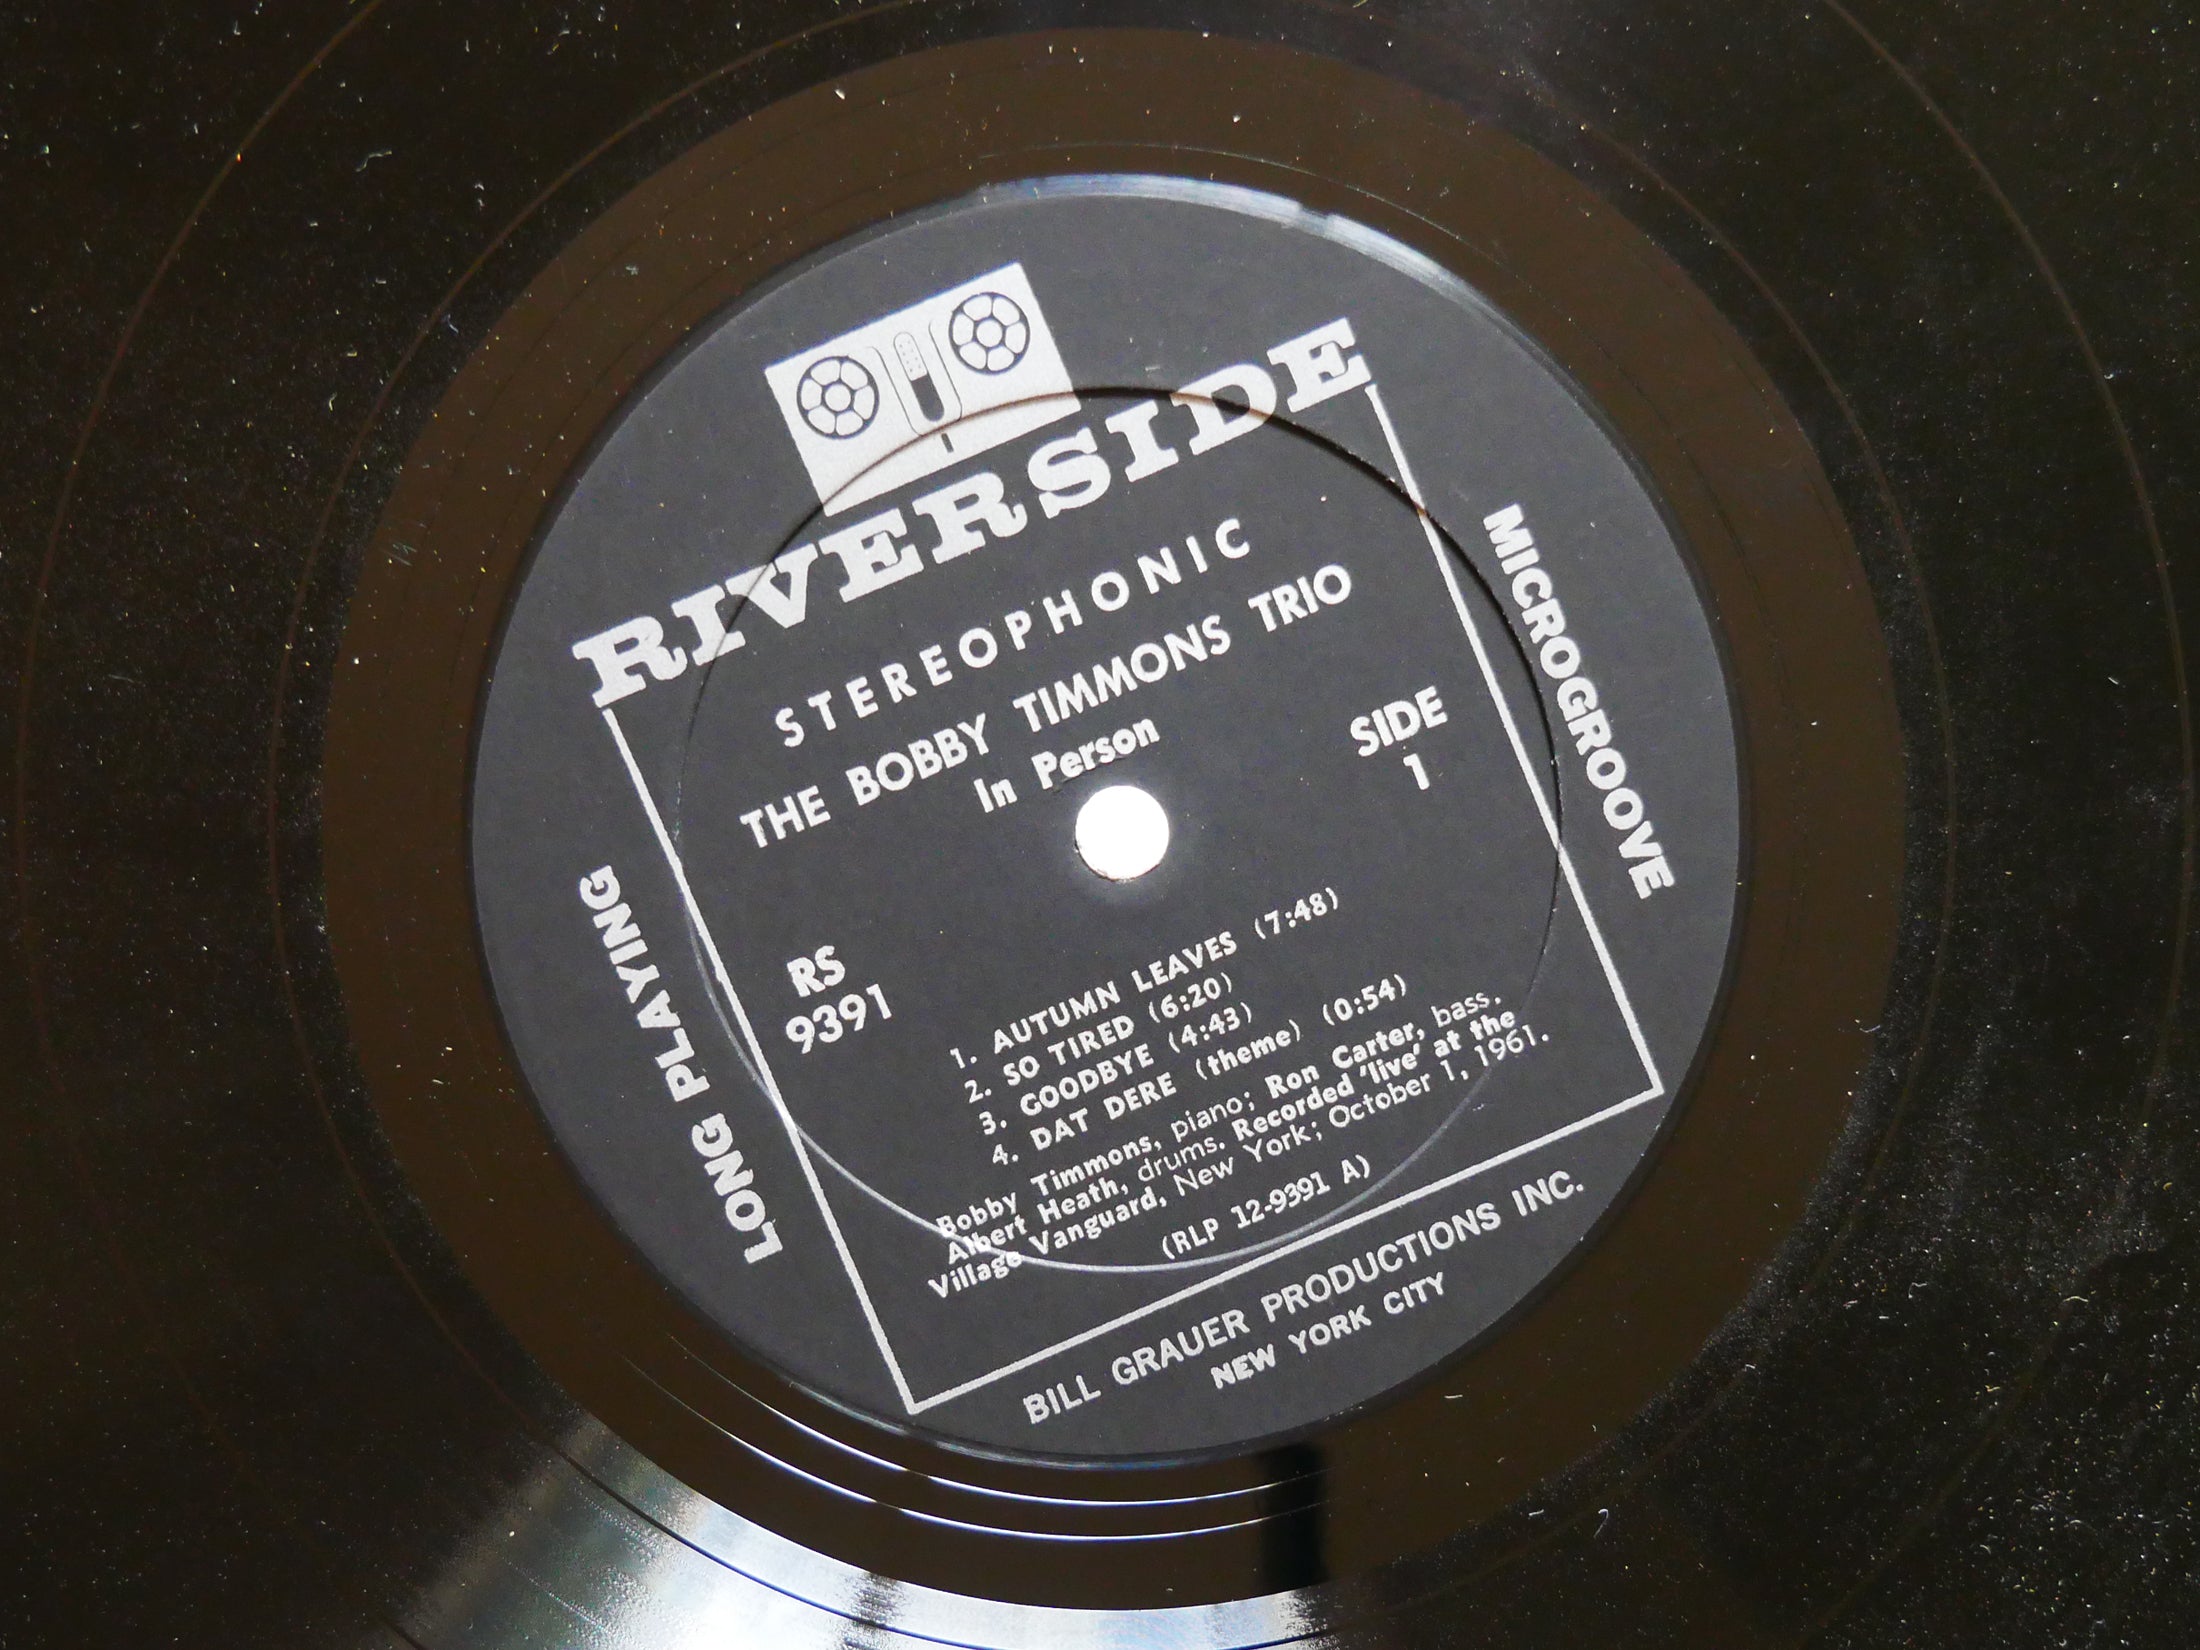 RIVERSIDE
STEREOPHONIC
THE BOBBY TIMMONS TRIO
In Person
SIDE
1
RS
9391
1. AUTUMN LEAVES (7:48)
2. SO TIRED (6:20)
3. GOODBYE (4:43)
4. DAT DERE (theme) (0:54)
Bobby Timmons, piano; Ron Carter, bass.
Albert Heath, drums. Recorded 'live' at the
Village Vanguard, New York; October 1, 1961.
(RLP 12-9391 A)
LONG PLAYING
MICROGROOVE
BILL GRAUER PRODUCTIONS INC.
NEW YORK CITY